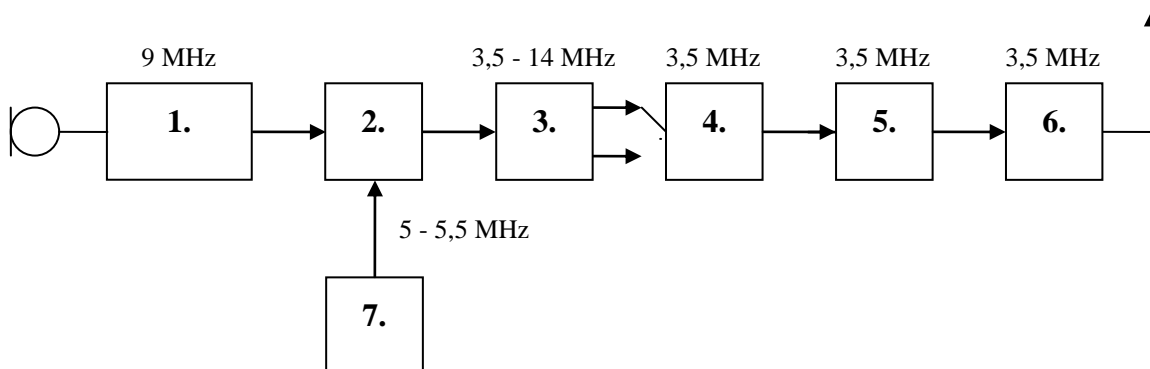 9 MHz
3,5 - 14 MHz
3,5 MHz
3,5 MHz
3,5 MHz
1.
2.
3.
4.
5.
6.
5 - 5,5 MHz
7.